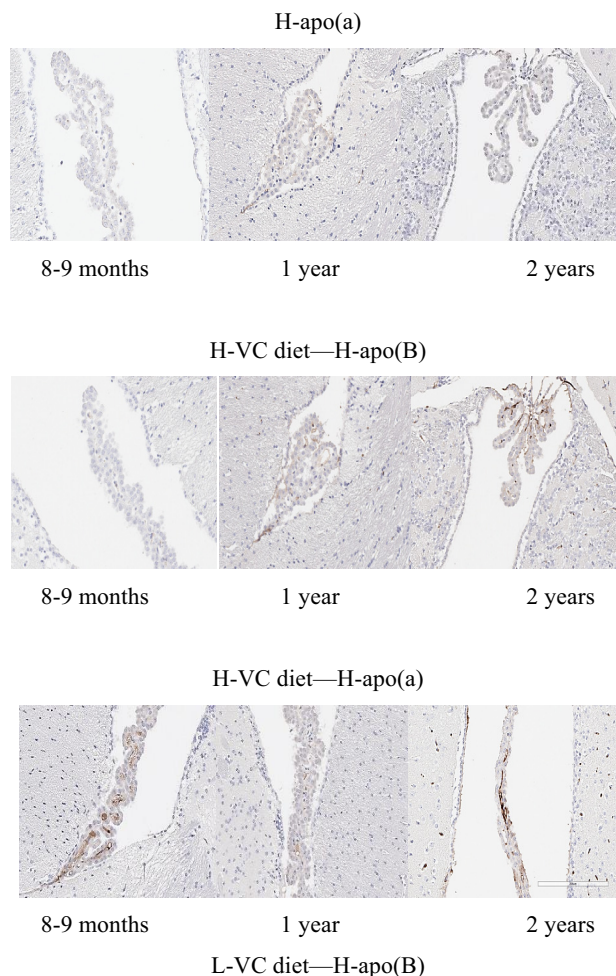 H-apo(a)
8-9 months 1 year 2 years
H-VC diet—H-apo(B)
8-9 months 1 year 2 years
H-VC diet—H-apo(a)
8-9 months 1 year 2 years
L-VC diet—H-apo(B)